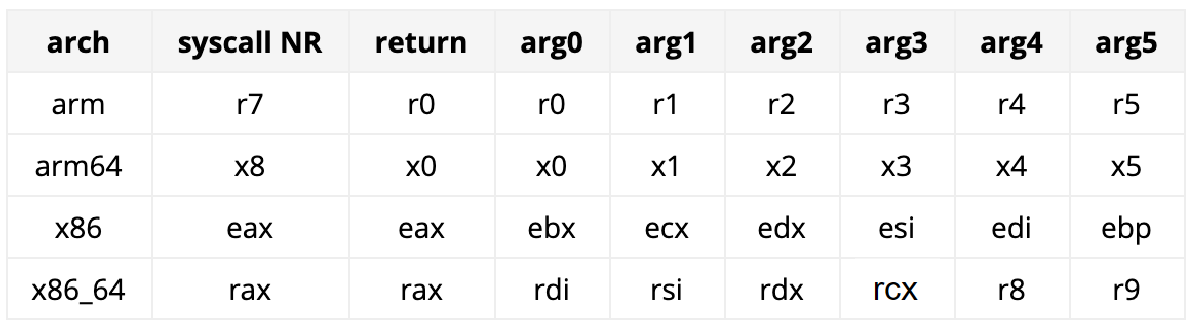 arch syscall NR return arg0 arg1 arg2 arg3 arg4 arg5
arm r7 r0 r0 r1 r2 r3 r4 r5
arm64 x8 x0 x0 x1 x2 x3 x4 x5
x86 eax eax ebx ecx edx esi edi ebp
x86_64 rax rax rdi rsi rdx rcx r8 r9